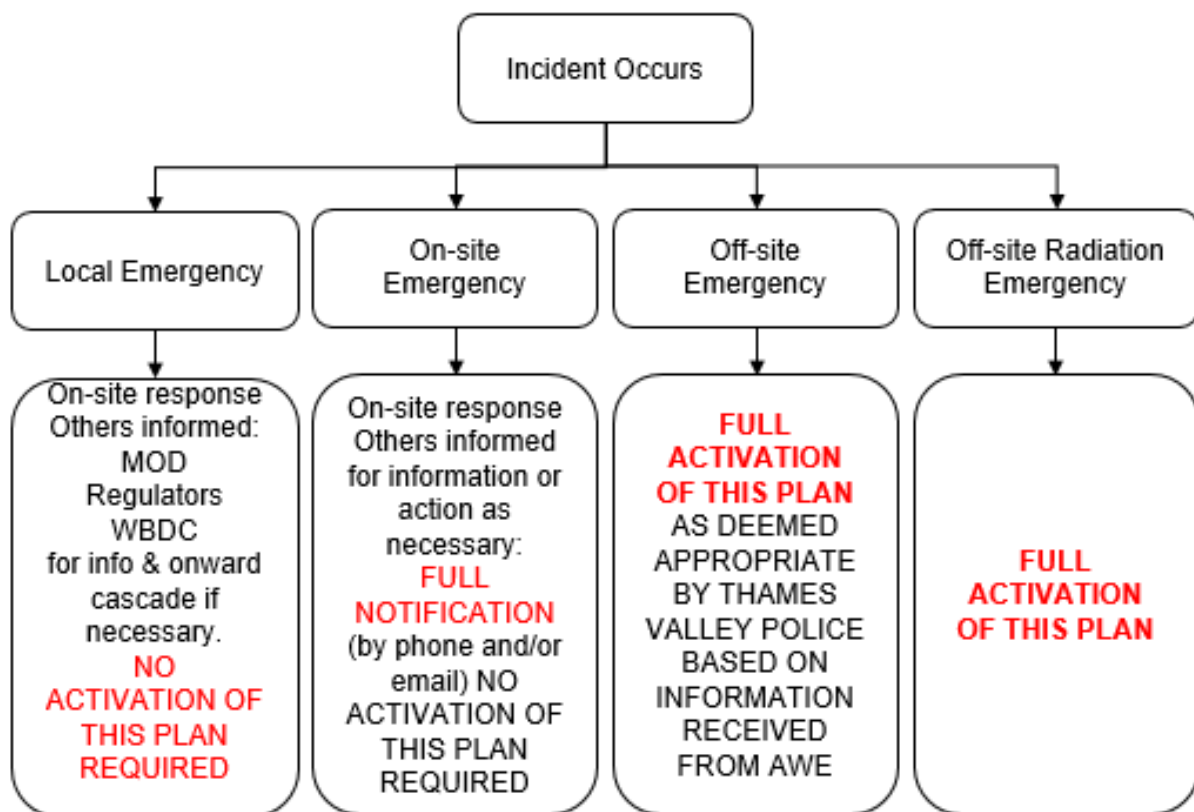 Incident Occurs
Local Emergency
On-site
Emergency
Off-site
Emergency
Off-site Radiation
Emergency
On-site response
Others informed:
MOD
Regulators
WBDC
for info & onward
cascade if
necessary.
NO
ACTIVATION OF
THIS PLAN
REQUIRED
On-site response
Others informed
for information or
action as
necessary:
FULL
NOTIFICATION
(by phone and/or
email) NO
ACTIVATION OF
THIS PLAN
REQUIRED
FULL
ACTIVATION
OF THIS PLAN
AS DEEMED
APPROPRIATE
BY THAMES
VALLEY POLICE
BASED ON
INFORMATION
RECEIVED
FROM AWE
FULL
ACTIVATION
OF THIS PLAN